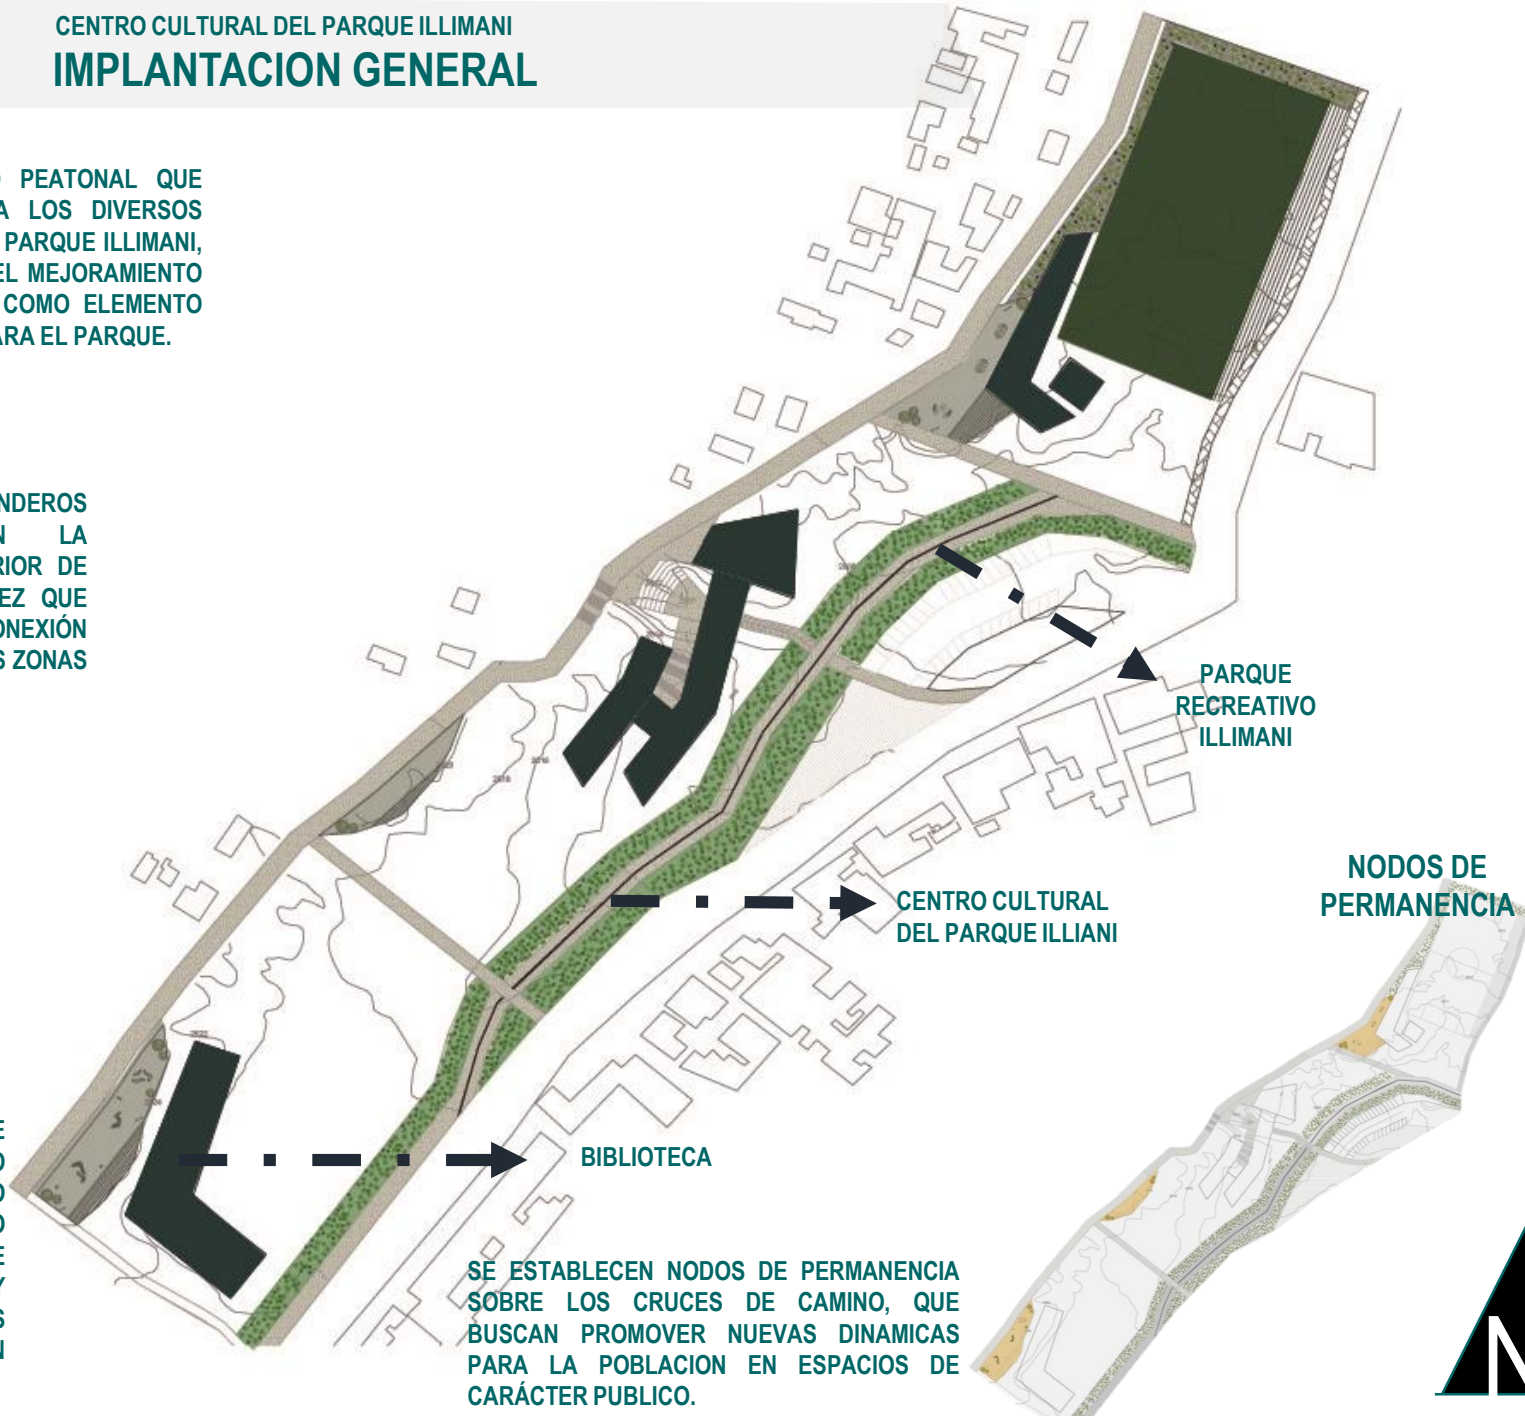 CENTRO CULTURAL DEL PARQUE ILLIMANI
IMPLANTACION GENERAL
PEATONAL QUE
A LOS DIVERSOS
PARQUE ILLIMANI,
EL MEJORAMIENTO
COMO ELEMENTO
ARA EL PARQUE.
NDEROS
N LA
RIOR DE
EZ QUE
ONEXIÓN
S ZONAS
PARQUE
RECREATIVO
ILLIMANI
NODOS DE
PERMANENCIA
CENTRO CULTURAL
DEL PARQUE ILLIANI
BIBLIOTECA
E
O
O
O
E
Y
S
N
SE ESTABLECEN NODOS DE PERMANENCIA
SOBRE LOS CRUCES DE CAMINO, QUE
BUSCAN PROMOVER NUEVAS DINAMICAS
PARA LA POBLACION EN ESPACIOS DE
CARÁCTER PUBLICO.
N